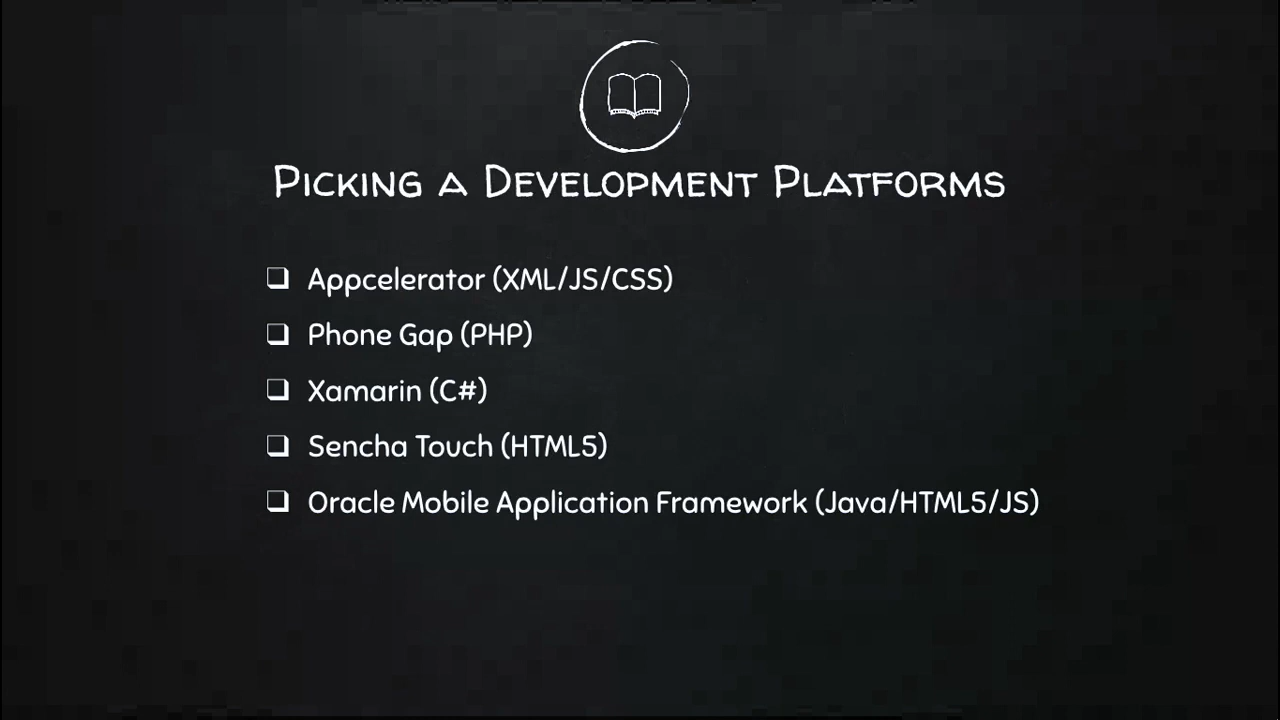 Picking a Development Platforms
❑ Appcelerator (XML/JS/CSS)
❑ Phone Gap (PHP)
❑ Xamarin (C#)
❑ Sencha Touch (HTML5)
❑ Oracle Mobile Application Framework (Java/HTML5/JS)